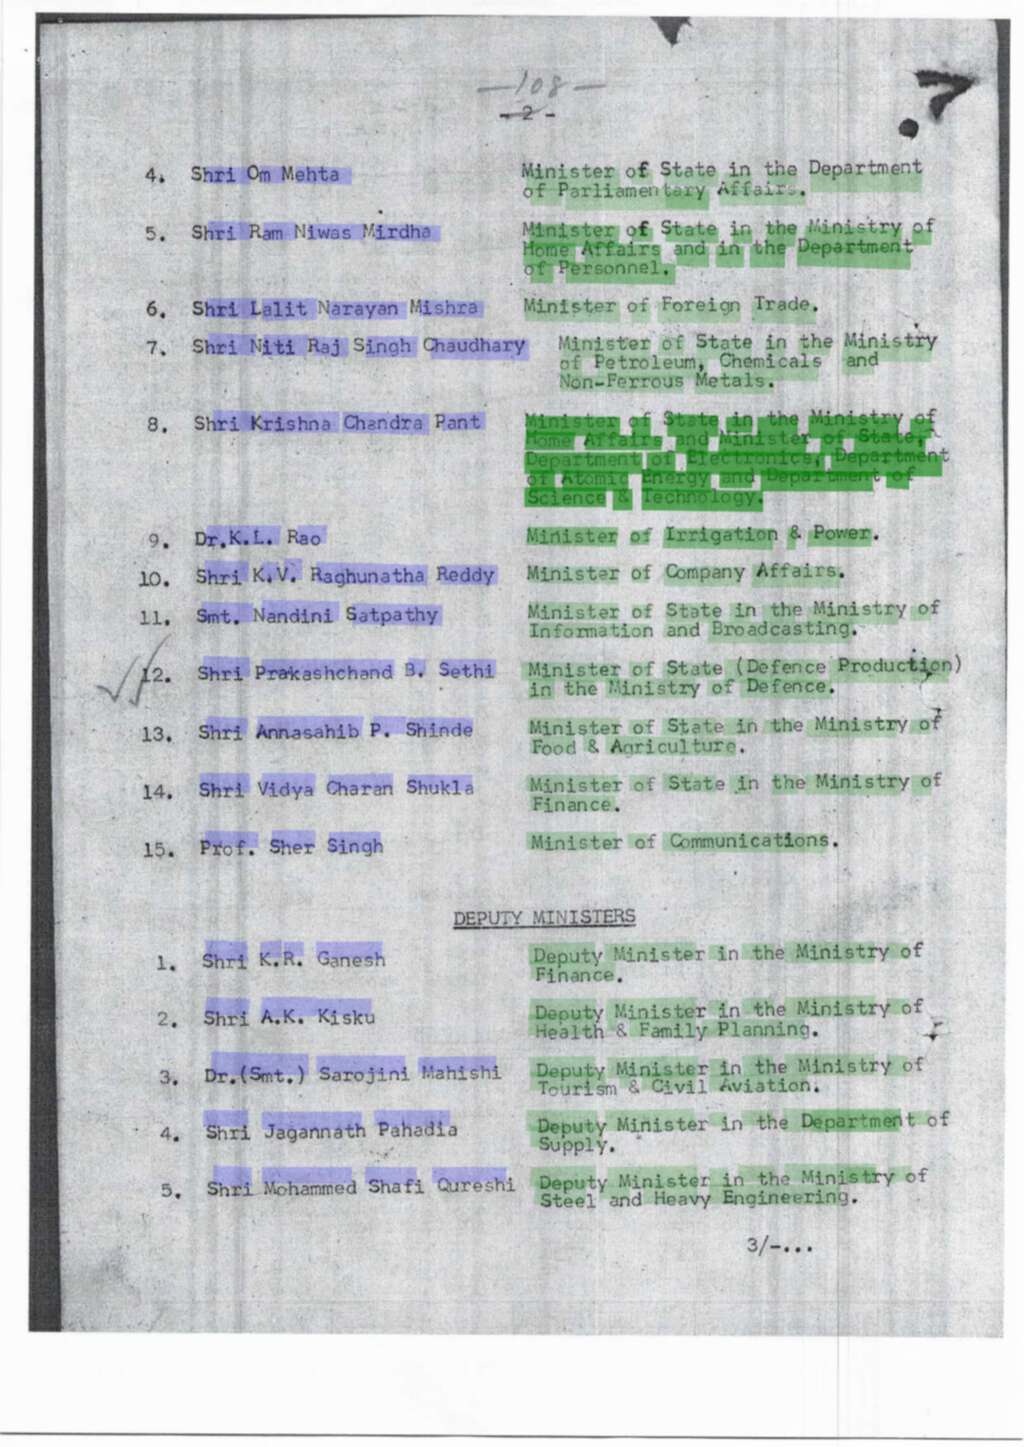 —108—
- 2 -
4. Shri Om Mehta Minister of State in the Department
of Parliamentary Affairs.
5. Shri Ram Niwas Mirdha Minister of State in the Ministry of
Home Affairs and in the Department
of Personnel.
6. Shri Lalit Narayan Mishra Minister of Foreign Trade.
7. Shri Niti Raj Singh Chaudhary Minister of State in the Ministry
of Petroleum, Chemicals and
Non-Ferrous Metals.
8. Shri Krishna Chandra Pant Minister of State in the Ministry of
Home Affairs and Minister of State,
Department of Electronics, Department
of Atomic Energy and Department of
Science & Technology.
9. Dr.K.L. Rao Minister of Irrigation & Power.
10. Shri K.V. Raghunatha Reddy Minister of Company Affairs.
11. Smt. Nandini Satpathy Minister of State in the Ministry of
Information and Broadcasting.
12. Shri Prakashchand B. Sethi Minister of State (Defence Production)
in the Ministry of Defence.
13. Shri Annasahib P. Shinde Minister of State in the Ministry of
Food & Agriculture.
14. Shri Vidya Charan Shukla Minister of State in the Ministry of
Finance.
15. Prof. Sher Singh Minister of Communications.
DEPUTY MINISTERS
1. Shri K.R. Ganesh Deputy Minister in the Ministry of
Finance.
2. Shri A.K. Kisku Deputy Minister in the Ministry of
Health & Family Planning.
3. Dr.(Smt.) Sarojini Mahishi Deputy Minister in the Ministry of
Tourism & Civil Aviation.
4. Shri Jagannath Pahadia Deputy Minister in the Department of
Supply.
5. Shri Mohammed Shafi Qureshi Deputy Minister in the Ministry of
Steel and Heavy Engineering.
3/-...